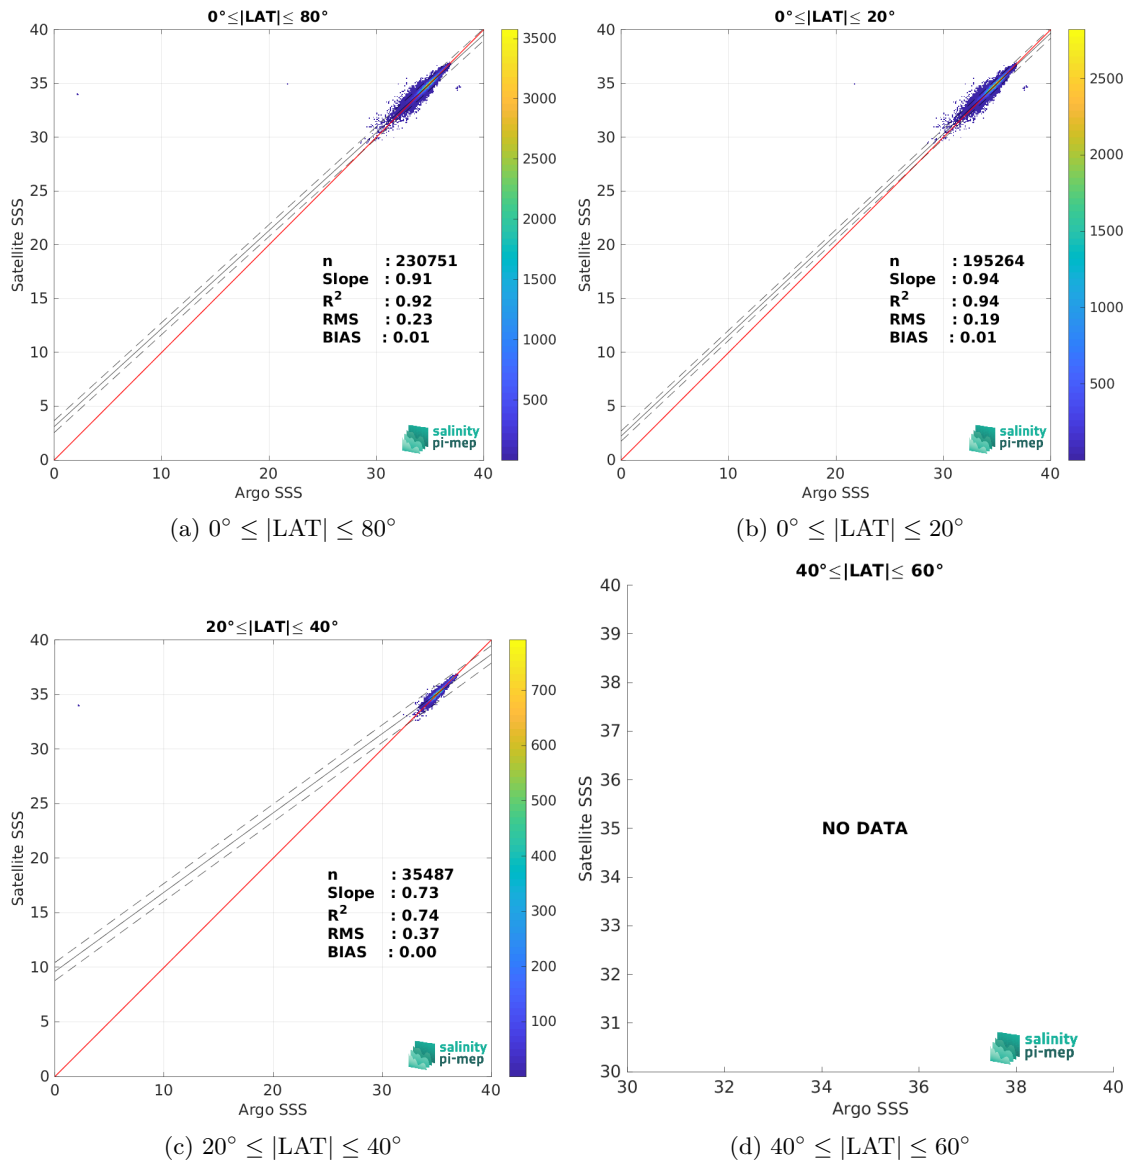 0°≤|LAT|≤ 80°
40
35
30
25
20
15
10
5
0
Satellite SSS
n : 230751
Slope : 0.91
R² : 0.92
RMS : 0.23
BIAS : 0.01
salinity
pi-mep
0 10 20 30 40
Argo SSS
3500
3000
2500
2000
1500
1000
500
(a) 0° ≤ |LAT| ≤ 80°
0°≤|LAT|≤ 20°
40
35
30
25
20
15
10
5
0
Satellite SSS
n : 195264
Slope : 0.94
R² : 0.94
RMS : 0.19
BIAS : 0.01
salinity
pi-mep
0 10 20 30 40
Argo SSS
2500
2000
1500
1000
500
(b) 0° ≤ |LAT| ≤ 20°
20°≤|LAT|≤ 40°
40
35
30
25
20
15
10
5
0
Satellite SSS
n : 35487
Slope : 0.73
R² : 0.74
RMS : 0.37
BIAS : 0.00
salinity
pi-mep
0 10 20 30 40
Argo SSS
700
600
500
400
300
200
100
(c) 20° ≤ |LAT| ≤ 40°
40°≤|LAT|≤ 60°
40
39
38
37
36
35
34
33
32
31
30
Satellite SSS
NO DATA
salinity
pi-mep
30 32 34 36 38 40
Argo SSS
(d) 40° ≤ |LAT| ≤ 60°